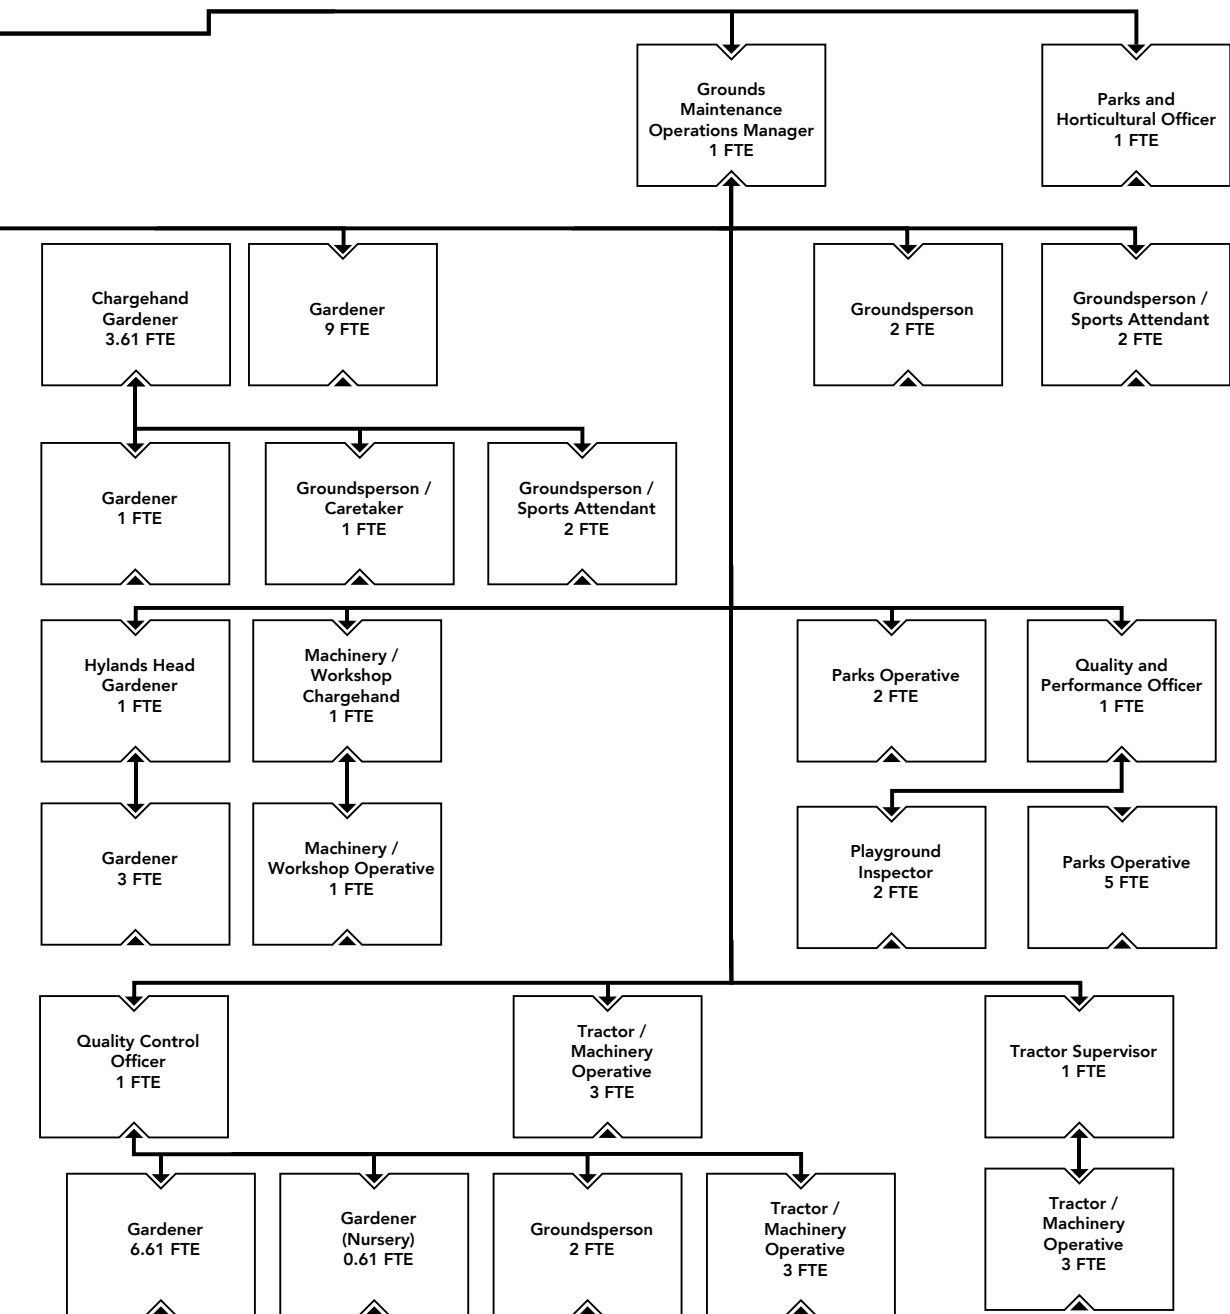 Grounds
Maintenance
Operations Manager
1 FTE
Parks and
Horticultural Officer
1 FTE
Chargehand
Gardener
3.61 FTE
Gardener
9 FTE
Groundsperson
2 FTE
Groundsperson /
Sports Attendant
2 FTE
Gardener
1 FTE
Groundsperson /
Caretaker
1 FTE
Groundsperson /
Sports Attendant
2 FTE
Hylands Head
Gardener
1 FTE
Machinery /
Workshop
Chargehand
1 FTE
Parks Operative
2 FTE
Quality and
Performance Officer
1 FTE
Gardener
3 FTE
Machinery /
Workshop Operative
1 FTE
Playground
Inspector
2 FTE
Parks Operative
5 FTE
Quality Control
Officer
1 FTE
Tractor /
Machinery
Operative
3 FTE
Tractor Supervisor
1 FTE
Gardener
6.61 FTE
Gardener
(Nursery)
0.61 FTE
Groundsperson
2 FTE
Tractor /
Machinery
Operative
3 FTE
Tractor /
Machinery
Operative
3 FTE